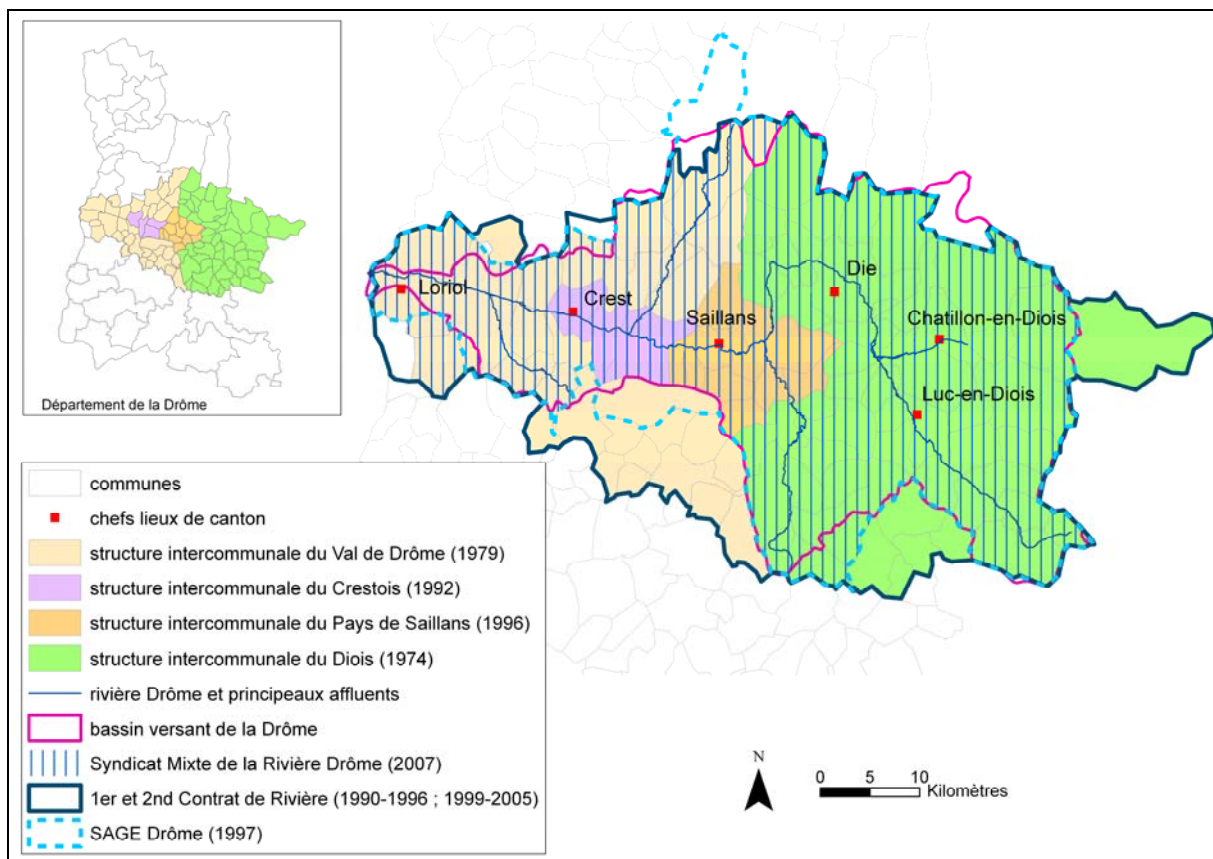 Département de la Drôme
Loriol
Crest
Saillans
Die
Chatillon-en-Diois
Luc-en-Diois
communes
chefs lieux de canton
structure intercommunale du Val de Drôme (1979)
structure intercommunale du Crestois (1992)
structure intercommunale du Pays de Saillans (1996)
structure intercommunale du Diois (1974)
rivière Drôme et principeaux affluents
bassin versant de la Drôme
Syndicat Mixte de la Rivière Drôme (2007)
1er et 2nd Contrat de Rivière (1990-1996 ; 1999-2005)
SAGE Drôme (1997)
N
0 5 10
Kilomètres